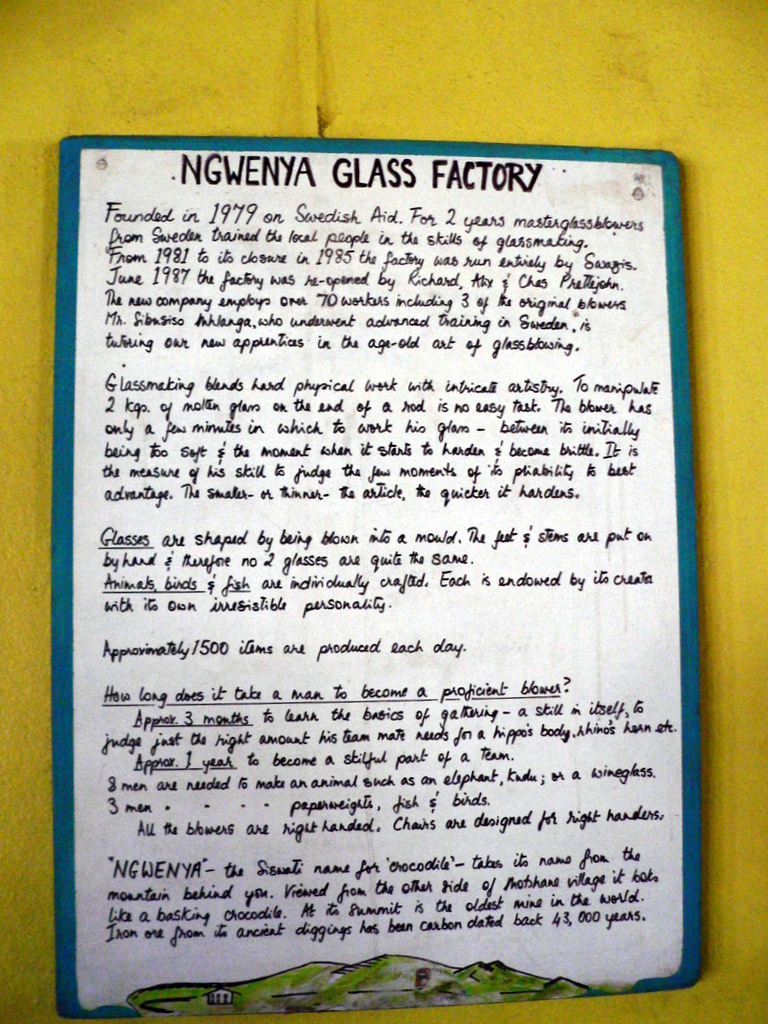 NGWENYA GLASS FACTORY
Founded in 1979 on Swedish Aid. For 2 years masterglassblowers
from Sweden trained the local people in the skills of glassmaking.
From 1981 to its closure in 1985 the factory was run entirely by Swazis.
June 1987 the factory was re-opened by Richard, Alix & Chas Prettejohn.
The new company employs over 70 workers including 3 of the original blowers.
Mr. Sibusiso Mhlanga, who underwent advanced training in Sweden, is
tutoring our new apprentices in the age-old art of glassblowing.
Glassmaking blends hard physical work with intricate artistry. To manipulate
2 kgs. of molten glass on the end of a rod is no easy task. The blower has
only a few minutes in which to work his glass - between its initially
being too soft & the moment when it starts to harden & become brittle. It is
the measure of his skill to judge the few moments of its pliability to best
advantage. The smaller - or thinner - the article, the quicker it hardens.
Glasses are shaped by being blown into a mould. The feet & stems are put on
by hand & therefore no 2 glasses are quite the same.
Animals, birds & fish are individually crafted. Each is endowed by its creator
with its own irresistible personality.
Approximately 1500 items are produced each day.
How long does it take a man to become a proficient blower?
Approx. 3 months to learn the basics of gathering - a skill in itself, to
judge just the right amount his team mate needs for a hippo's body, rhino's horn etc.
Approx. 1 year to become a skilful part of a team.
8 men are needed to make an animal such as an elephant, kudu; or a wineglass.
3 men " " " " paperweights, fish & birds.
All the blowers are right handed. Chairs are designed for right handers.
"NGWENYA" - the Siswati name for 'crocodile' - takes its name from the
mountain behind you. Viewed from the other side of Motshane village it looks
like a basking crocodile. At its summit is the oldest mine in the world.
Iron ore from its ancient diggings has been carbon dated back 43,000 years.